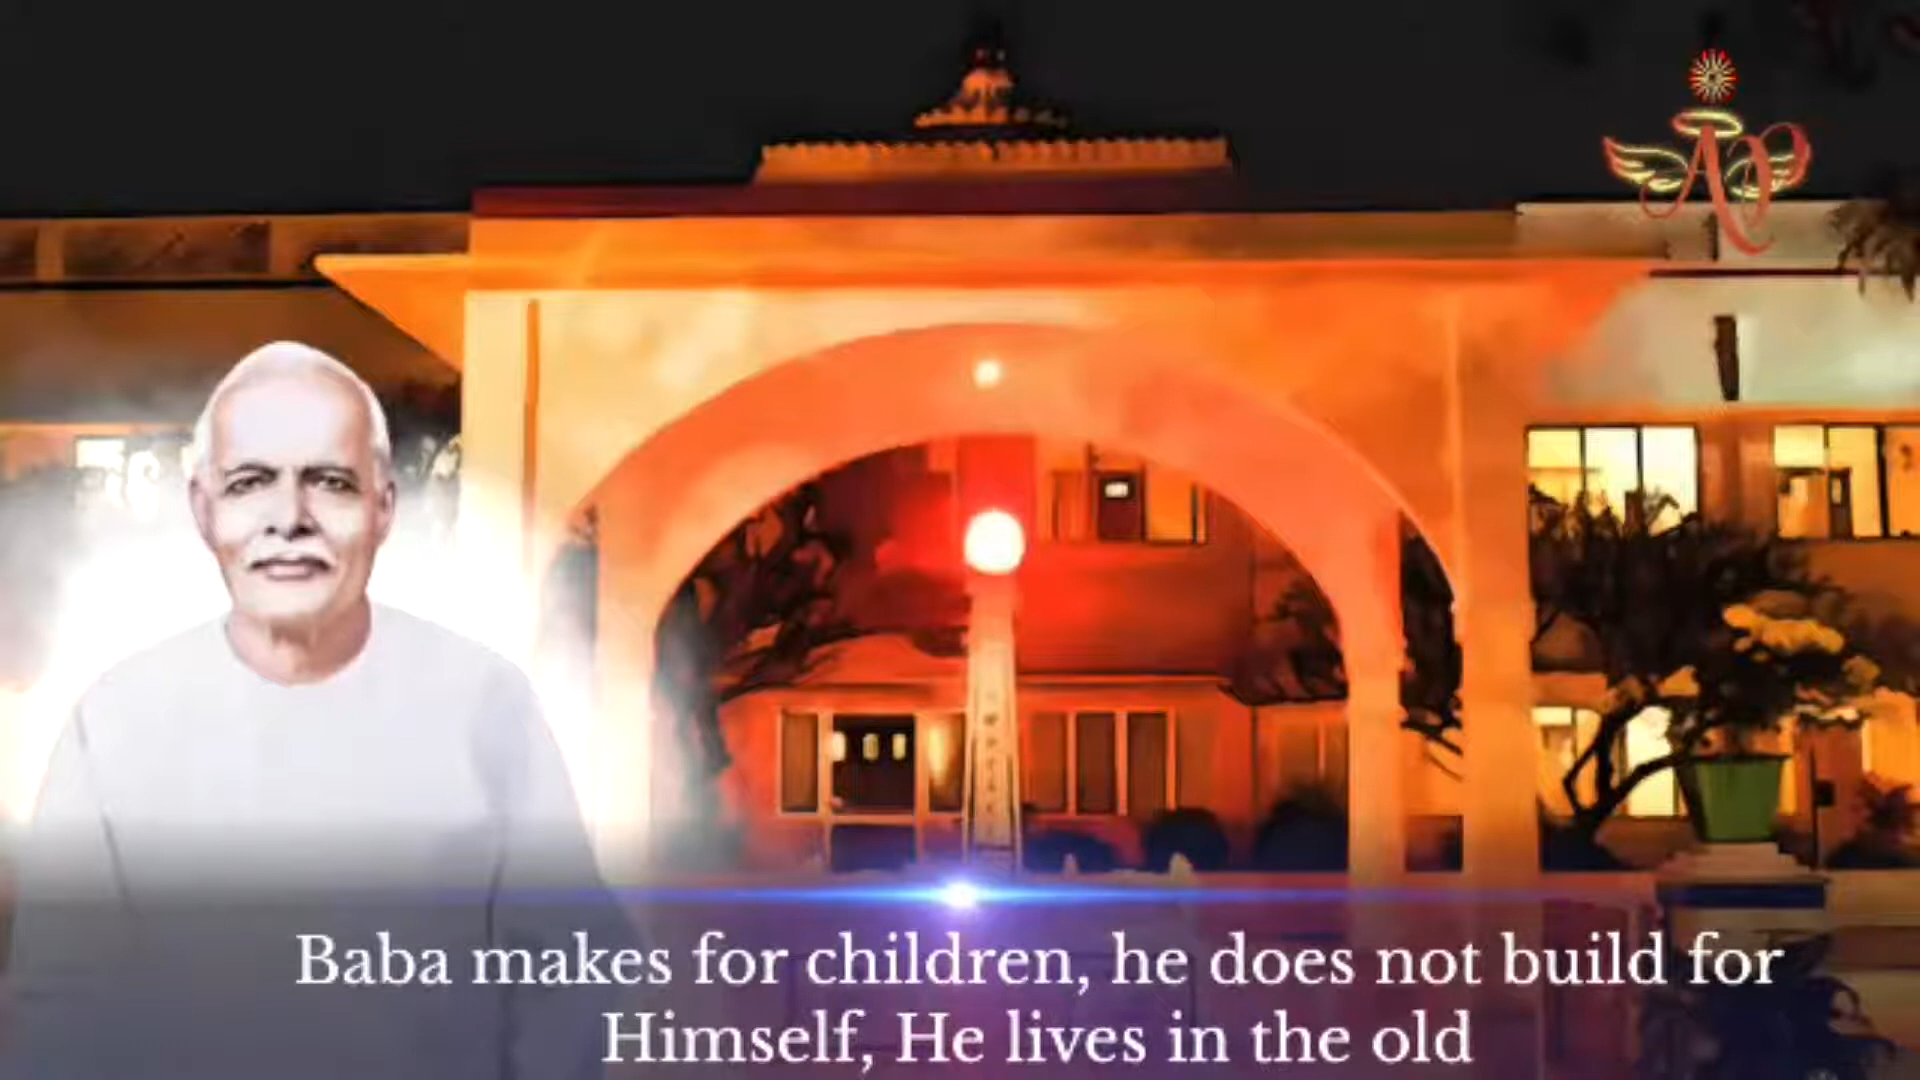 Baba makes for children, he does not build for
Himself, He lives in the old